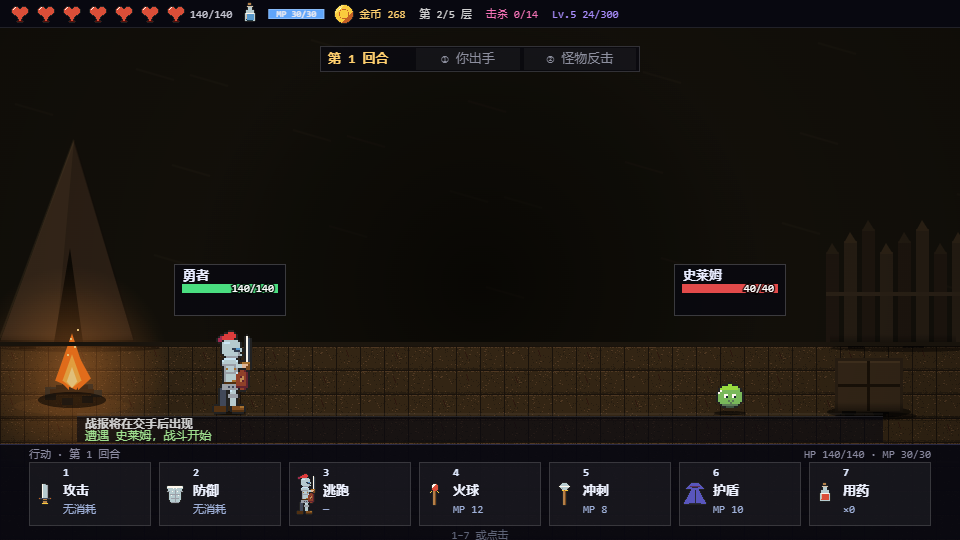 140/140 MP 30/30 金币 268 第 2/5 层 击杀 0/14 Lv.5 24/300
第 1 回合 ① 你出手 ② 怪物反击
勇者
140/140
史莱姆
40/40
战报将在交手后出现
遭遇 史莱姆, 战斗开始
行动 · 第 1 回合 HP 140/140 · MP 30/30
1 2 3 4 5 6 7
攻击 防御 逃跑 火球 冲刺 护盾 用药
无消耗 无消耗 — MP 12 MP 8 MP 10 ×0
1-7 或点击